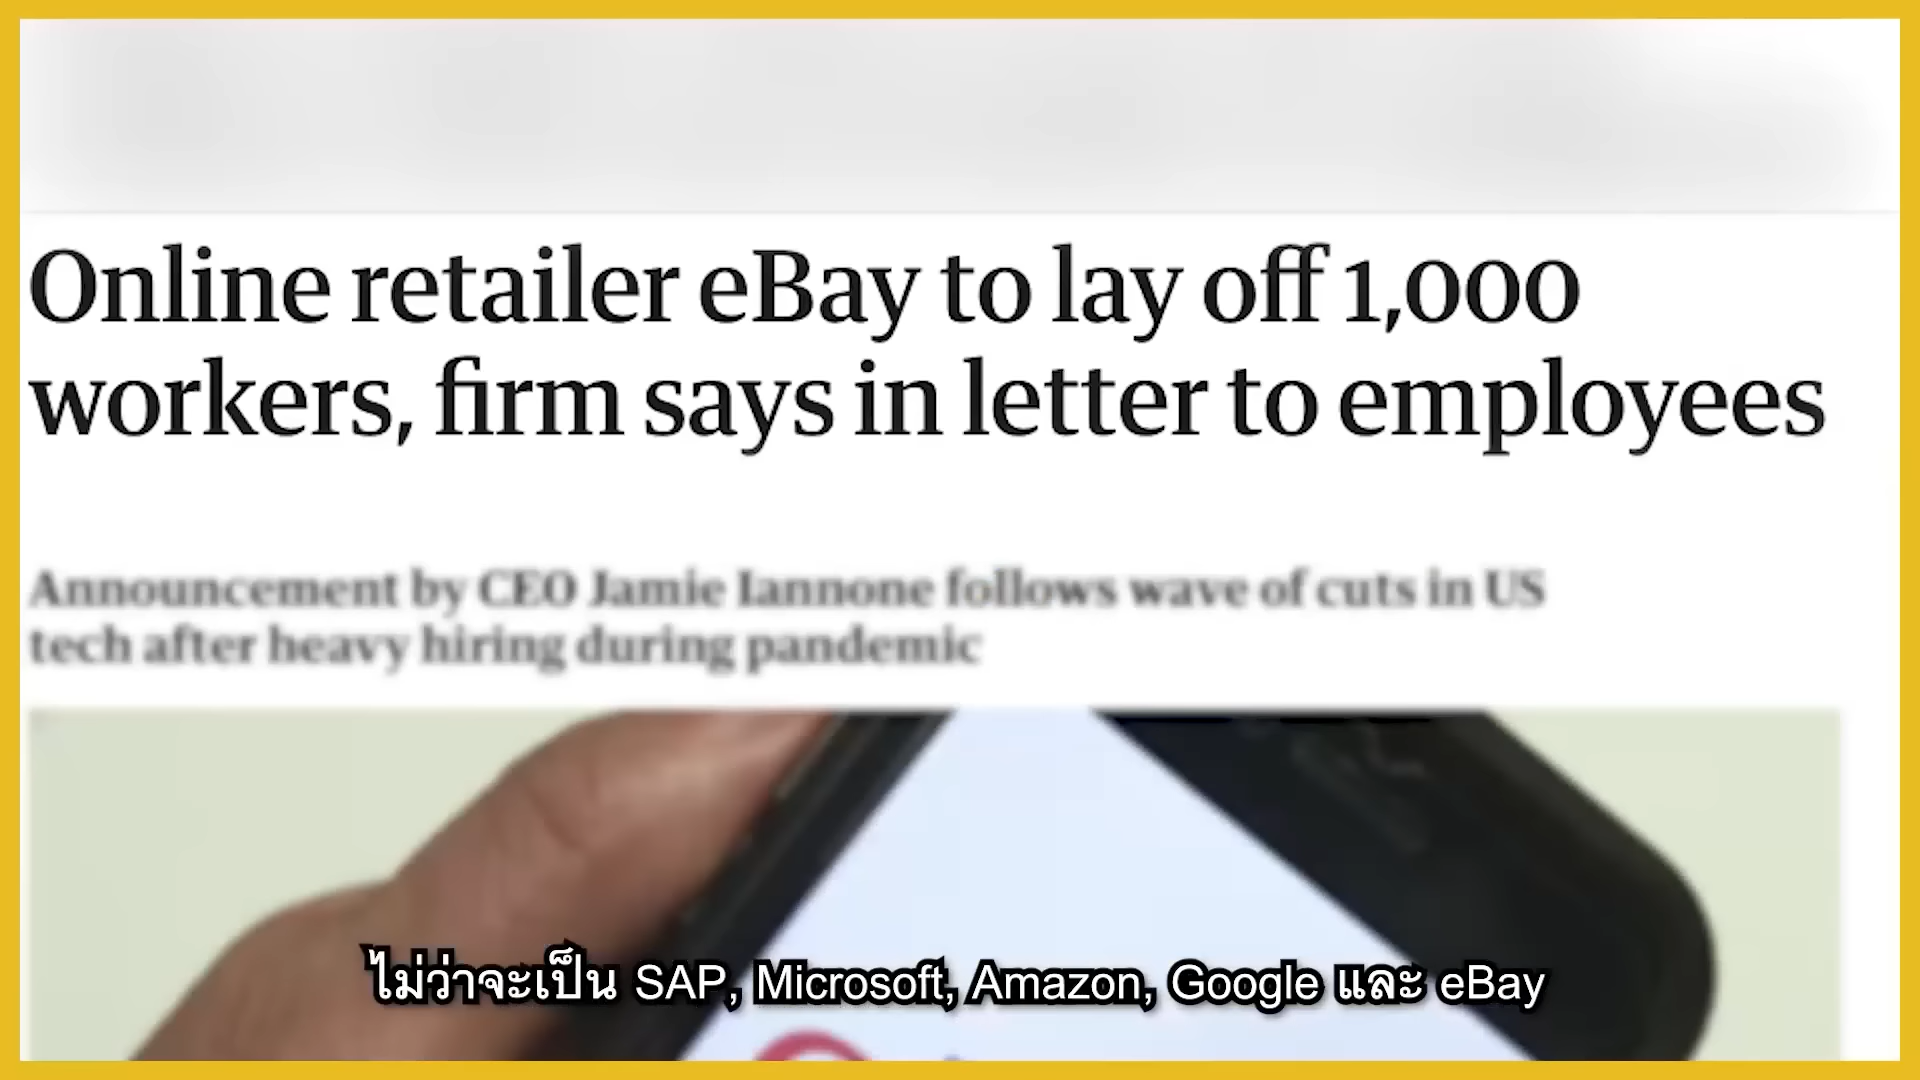 Online retailer eBay to lay off 1,000
workers, firm says in letter to employees
Announcement by CEO Jamie Iannone follows wave of cuts in US
tech after heavy hiring during pandemic
ไม่ว่าจะเป็น SAP, Microsoft, Amazon, Google และ eBay